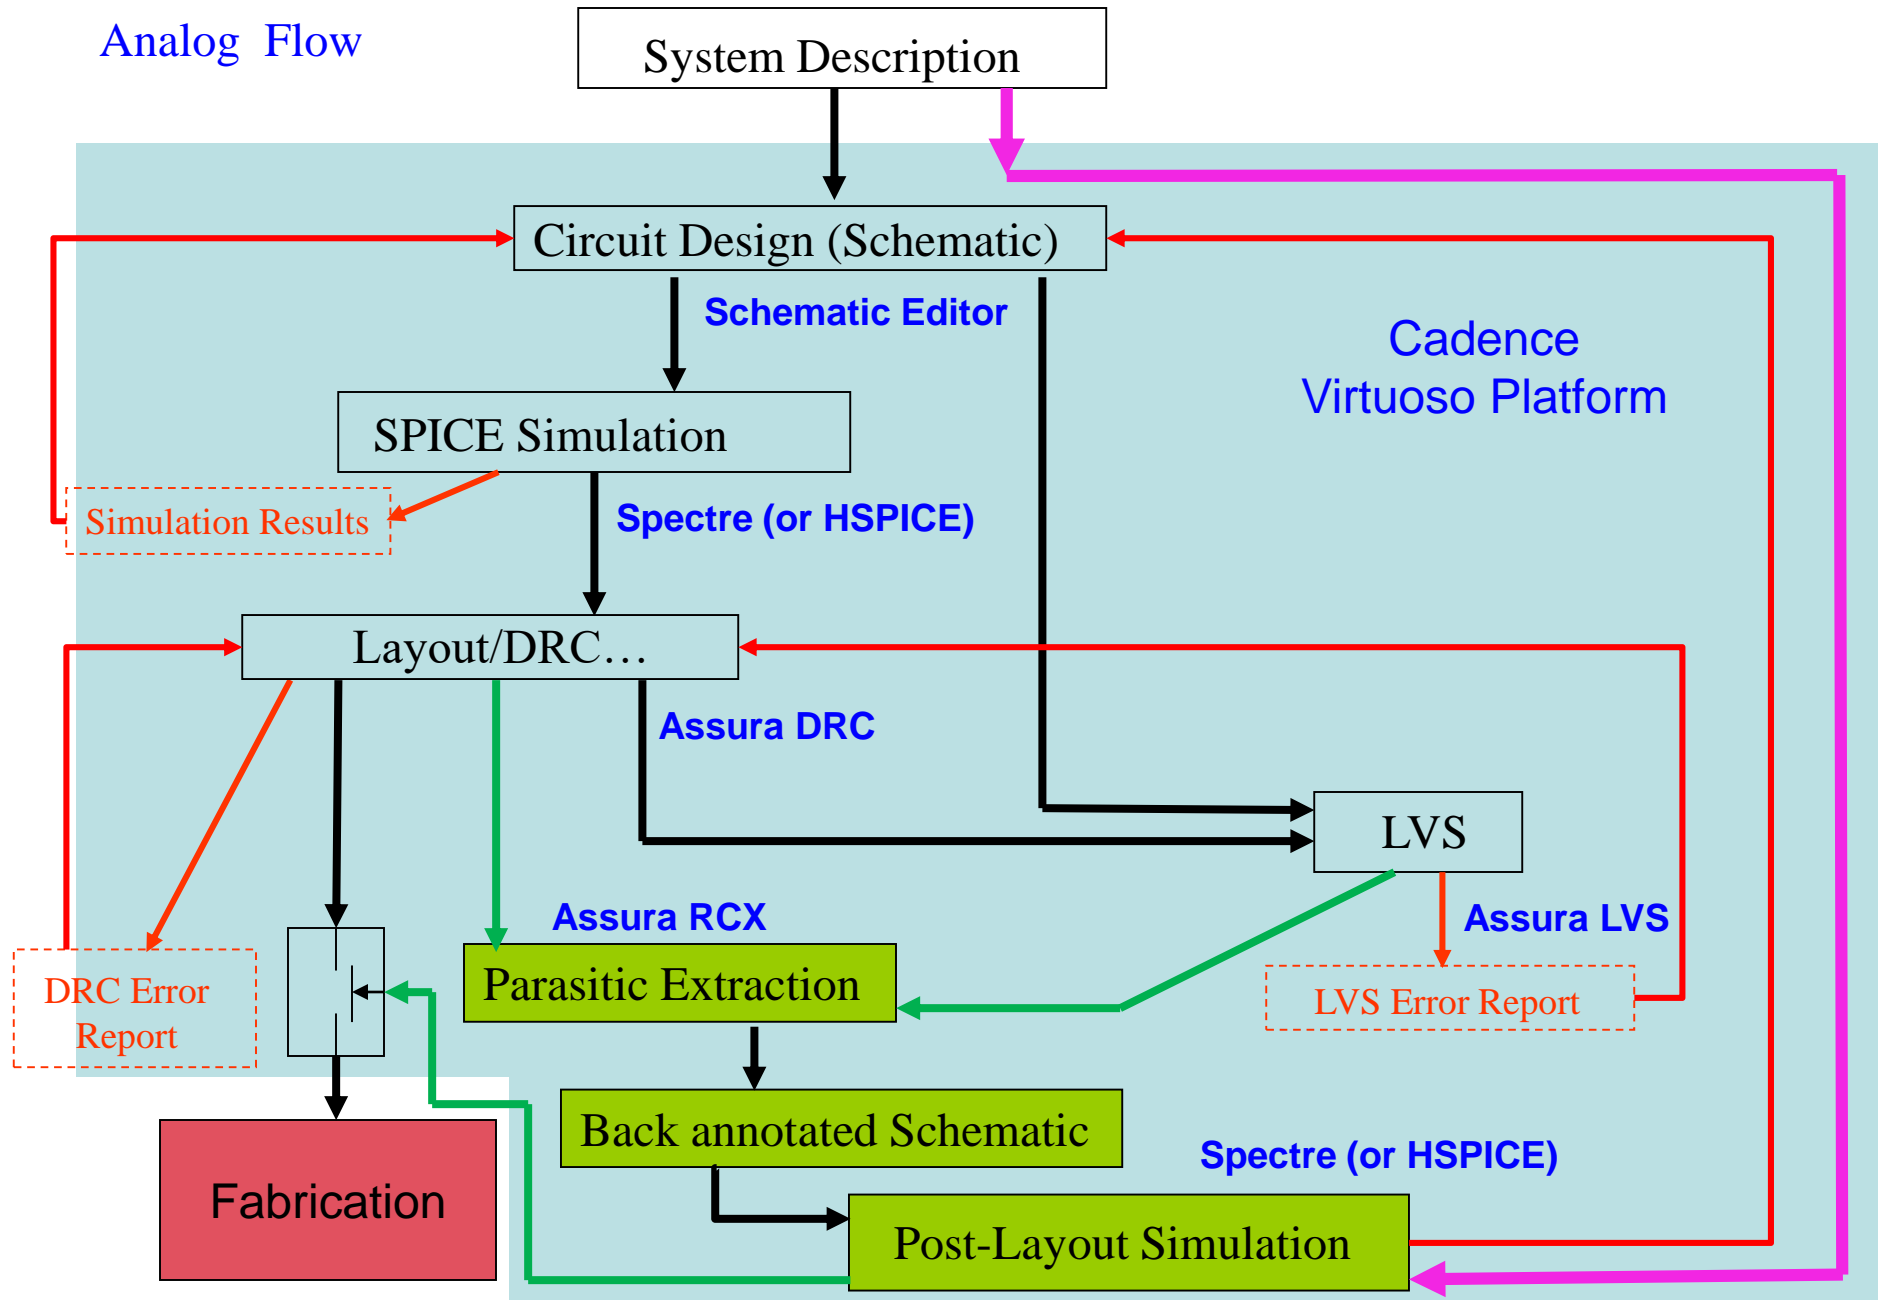 Analog Flow
System Description
Circuit Design (Schematic)
Schematic Editor
Cadence
Virtuoso Platform
SPICE Simulation
Simulation Results
Spectre (or HSPICE)
Layout/DRC…
Assura DRC
LVS
Assura RCX
Assura LVS
DRC Error
Report
Parasitic Extraction
LVS Error Report
Back annotated Schematic
Spectre (or HSPICE)
Fabrication
Post-Layout Simulation